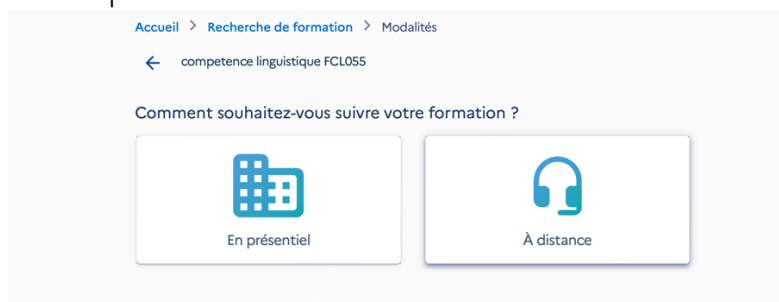 Accueil > Recherche de formation > Modalités
← competence linguistique FCL055
Comment souhaitez-vous suivre votre formation ?
En présentiel
À distance